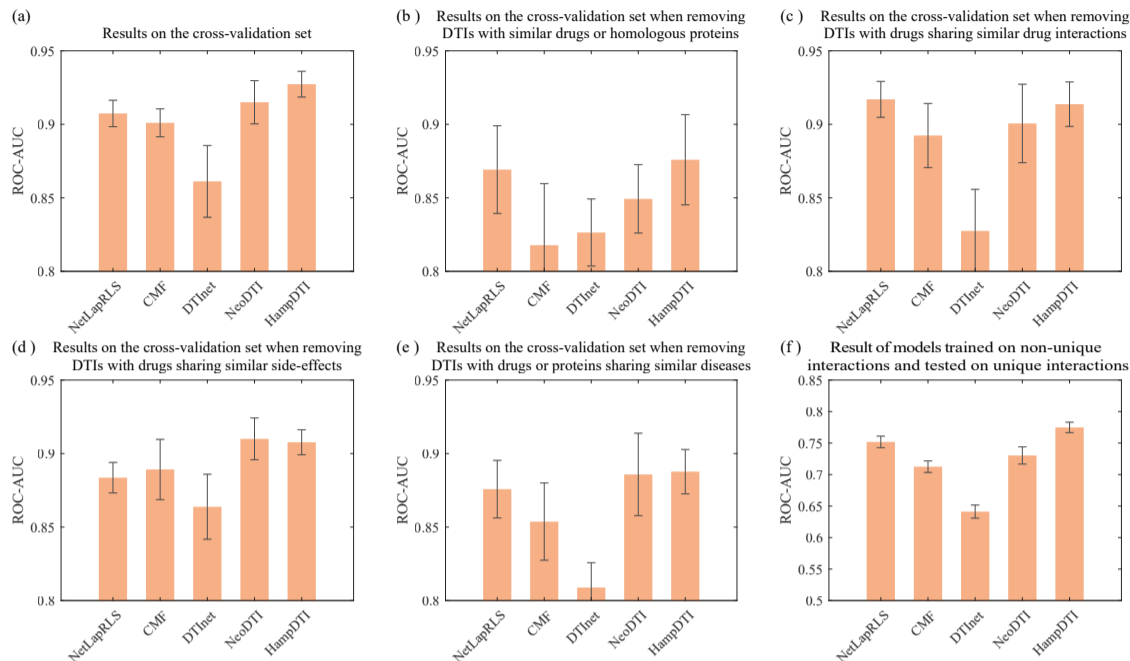 (a)
Results on the cross-validation set
0.95
0.9
0.85
0.8
ROC-AUC
NetLapRLS
CMF
DTInet
NeoDTI
HampDTI
(b)
Results on the cross-validation set when removing
DTIs with similar drugs or homologous proteins
0.95
0.9
0.85
0.8
ROC-AUC
NetLapRLS
CMF
DTInet
NeoDTI
HampDTI
(c)
Results on the cross-validation set when removing
DTIs with drugs sharing similar drug interactions
0.95
0.9
0.85
0.8
ROC-AUC
NetLapRLS
CMF
DTInet
NeoDTI
HampDTI
(d )
Results on the cross-validation set when removing
DTIs with drugs sharing similar side-effects
0.95
0.9
0.85
0.8
ROC-AUC
NetLapRLS
CMF
DTInet
NeoDTI
HampDTI
(e )
Results on the cross-validation set when removing
DTIs with drugs or proteins sharing similar diseases
0.95
0.9
0.85
0.8
ROC-AUC
NetLapRLS
CMF
DTInet
NeoDTI
HampDTI
(f )
Result of models trained on non-unique
interactions and tested on unique interactions
0.85
0.8
0.75
0.7
0.65
0.6
0.55
0.5
ROC-AUC
NetLapRLS
CMF
DTInet
NeoDTI
HampDTI